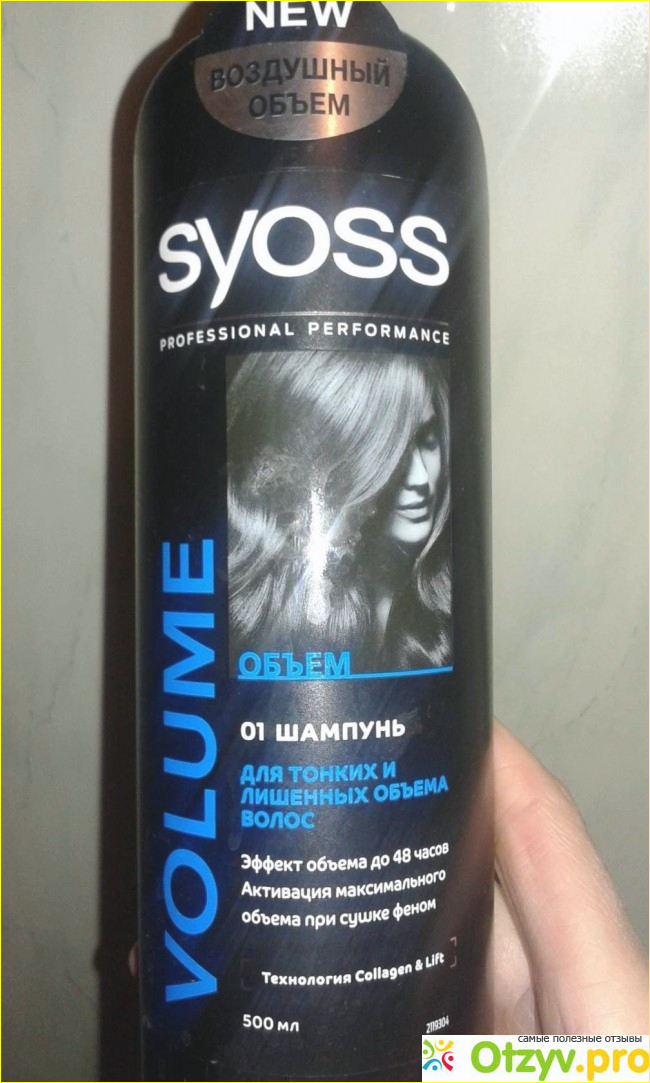 NEW
ВОЗДУШНЫЙ
ОБЪЕМ
syoss
PROFESSIONAL PERFORMANCE
VOLUME
ОБЪЕМ
01 ШАМПУНЬ
ДЛЯ ТОНКИХ И
ЛИШЕННЫХ ОБЪЕМА
ВОЛОС
Эффект объема до 48 часов
Активация максимального
объема при сушке феном
Технология Collagen & Lift
500 мл
2119304
самые полезные отзывы
Otzyv.pro